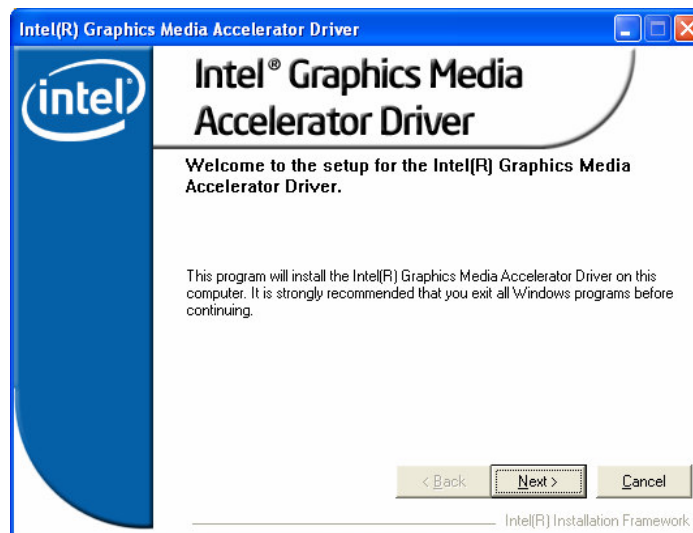 Intel(R) Graphics Media Accelerator Driver
intel®
Intel® Graphics Media
Accelerator Driver
Welcome to the setup for the Intel(R) Graphics Media
Accelerator Driver.
This program will install the Intel(R) Graphics Media Accelerator Driver on this
computer. It is strongly recommended that you exit all Windows programs before
continuing.
< Back
Next >
Cancel
Intel(R) Installation Framework